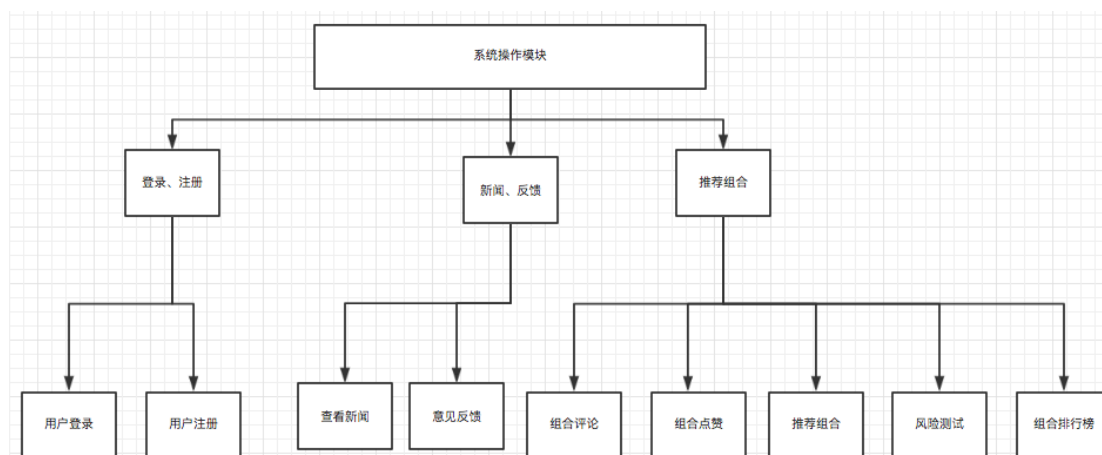 系统操作模块
登录、注册
新闻、反馈
推荐组合
用户登录
用户注册
查看新闻
意见反馈
组合评论
组合点赞
推荐组合
风险测试
组合排行榜